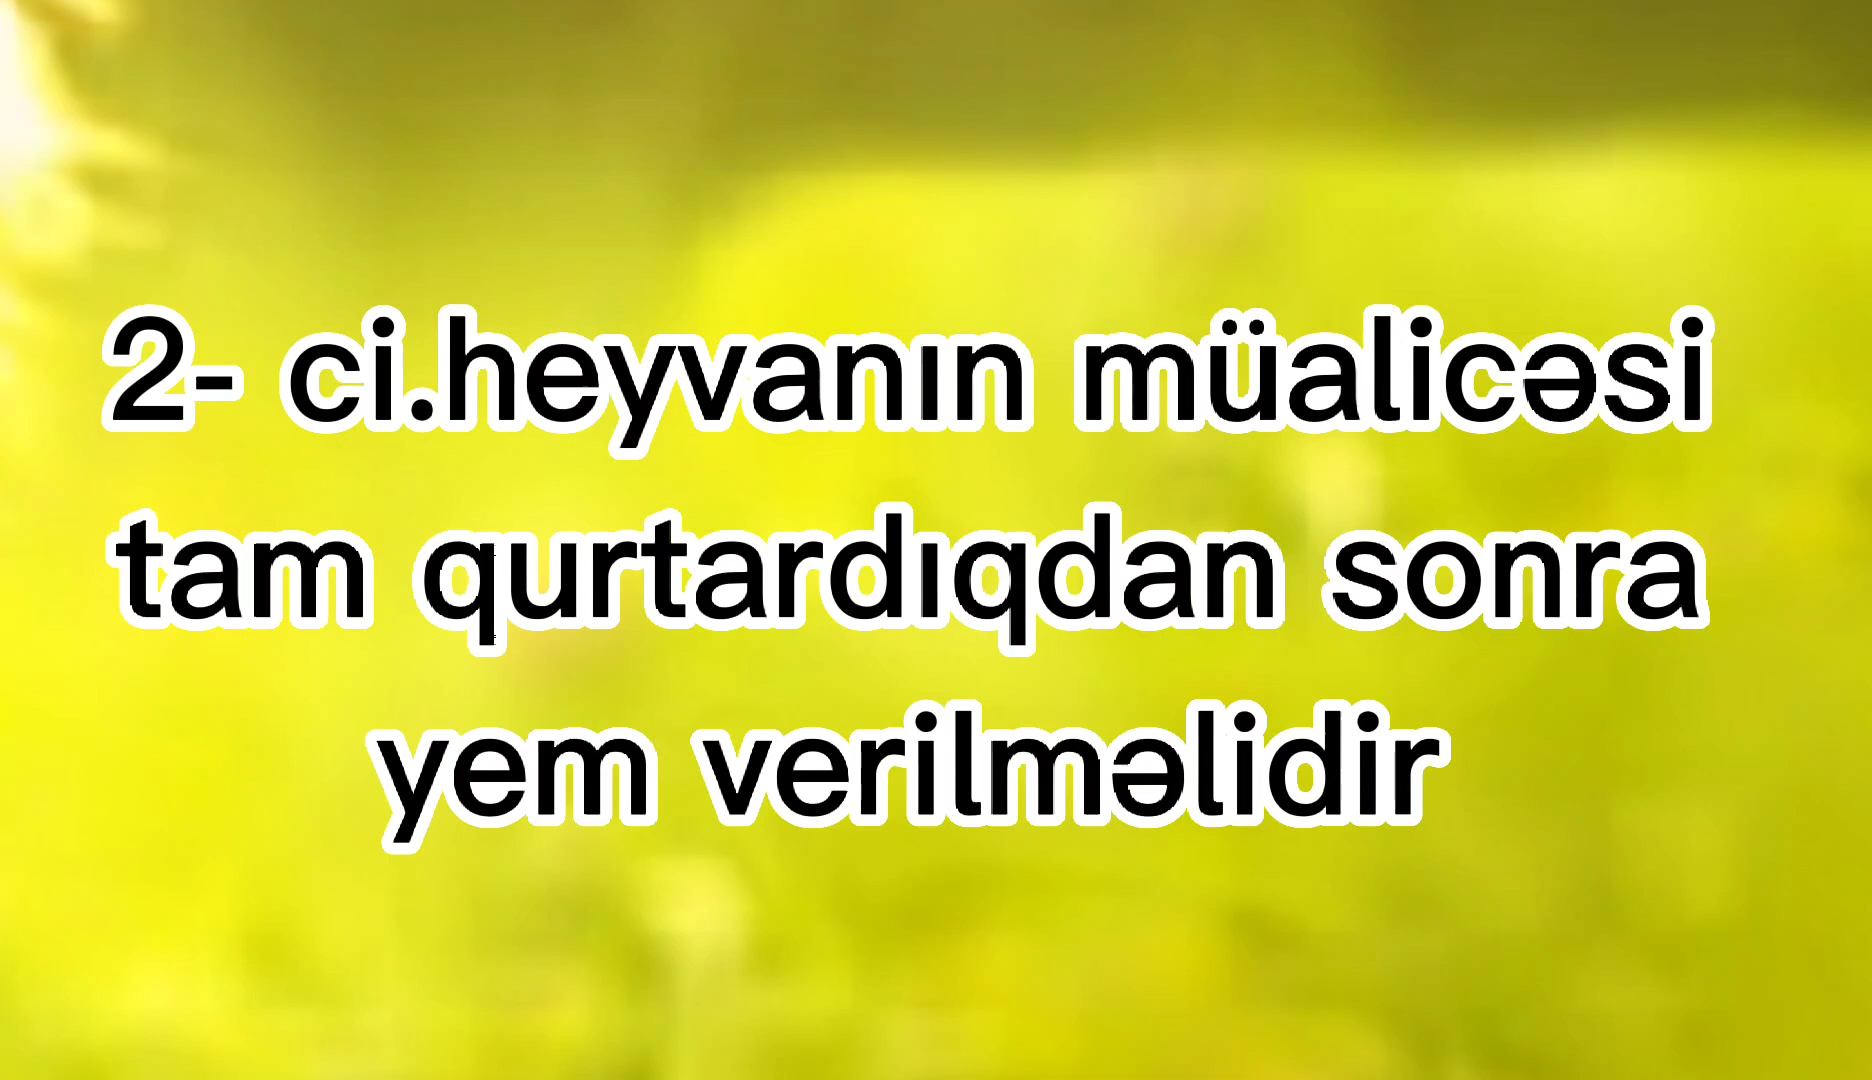 2- ci.heyvanın müalicəsi
tam qurtardıqdan sonra
yem verilməlidir